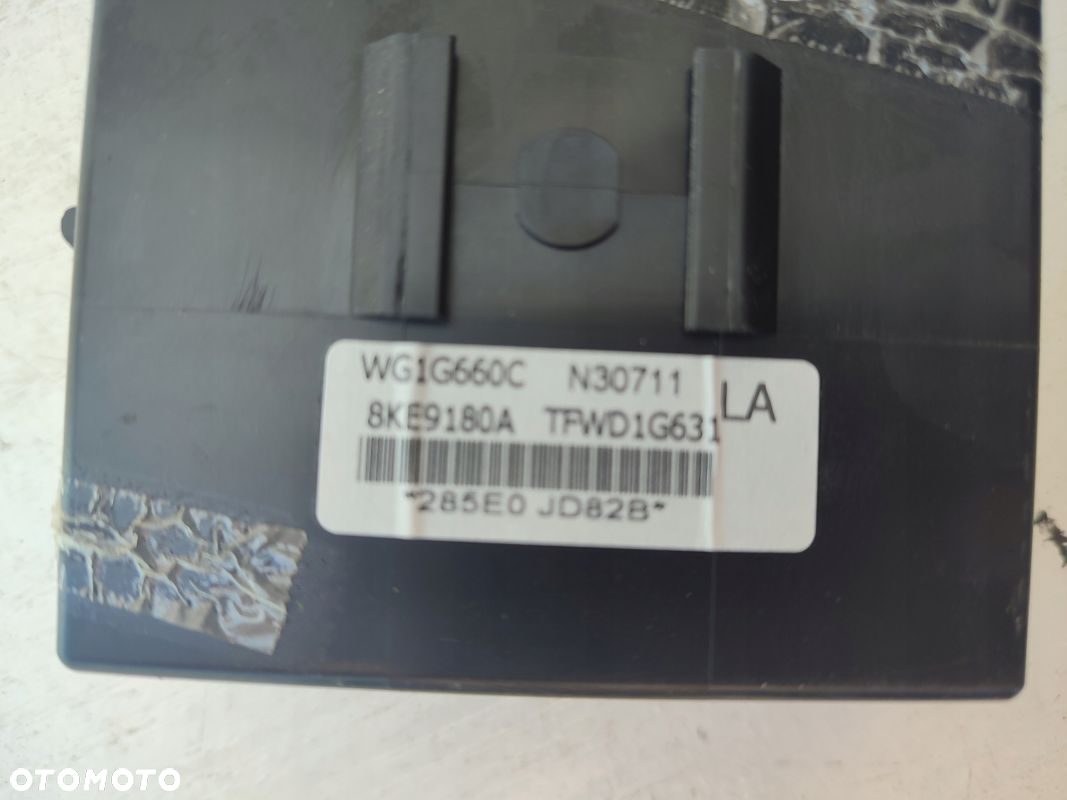 WG1G660C N30711
LA
8KE9180A TFWD1G631
*285E0 JD82B*
OTOMOTO